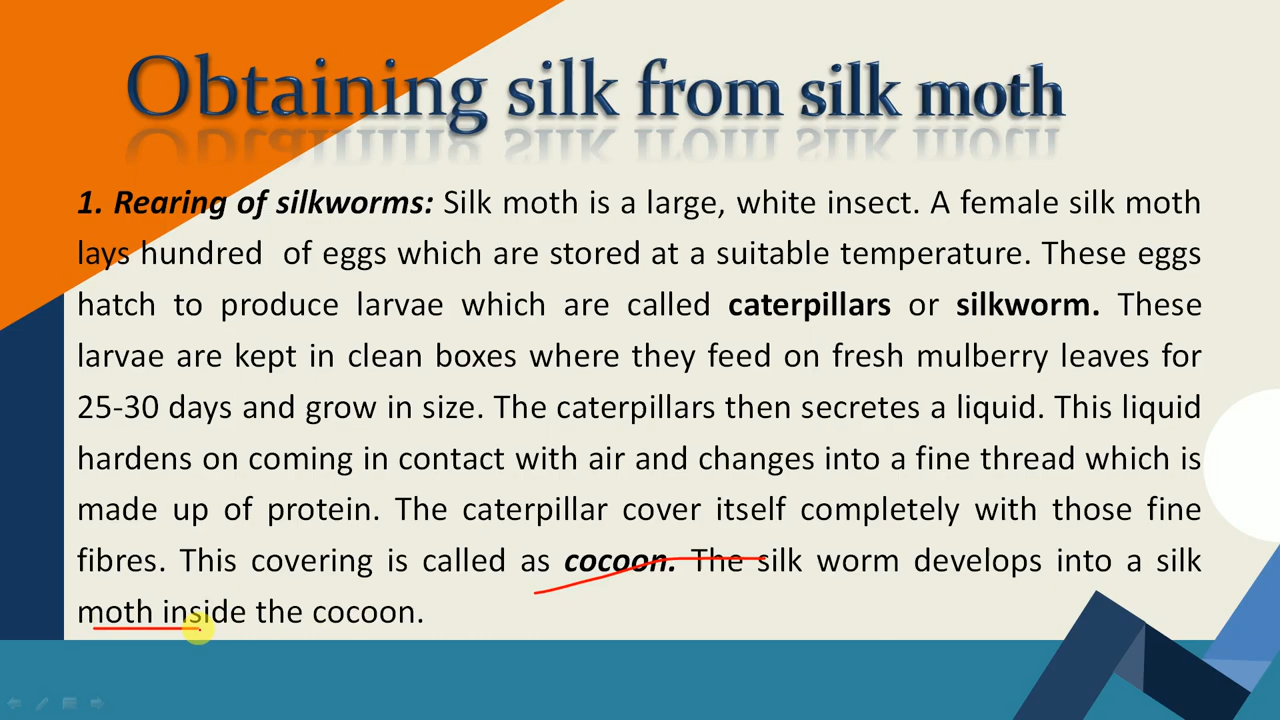 Obtaining silk from silk moth
1. Rearing of silkworms: Silk moth is a large, white insect. A female silk moth
lays hundred  of eggs which are stored at a suitable temperature. These eggs
hatch to produce larvae which are called caterpillars or silkworm. These
larvae are kept in clean boxes where they feed on fresh mulberry leaves for
25-30 days and grow in size. The caterpillars then secretes a liquid. This liquid
hardens on coming in contact with air and changes into a fine thread which is
made up of protein. The caterpillar cover itself completely with those fine
fibres. This covering is called as cocoon. The silk worm develops into a silk
moth inside the cocoon.